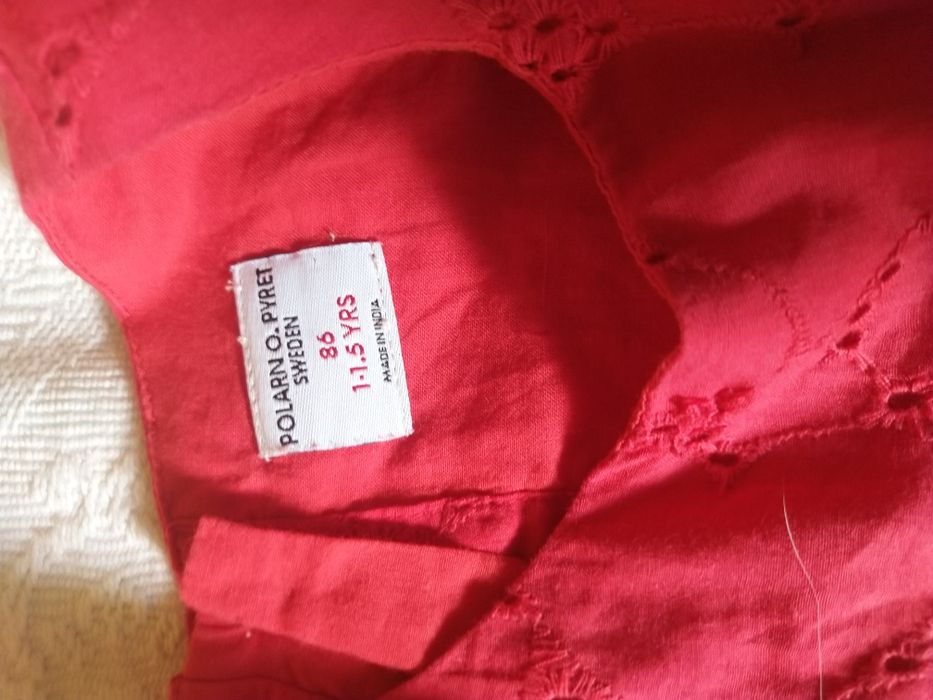 POLARN O. PYRET
SWEDEN
86
1-1.5 YRS
MADE IN INDIA